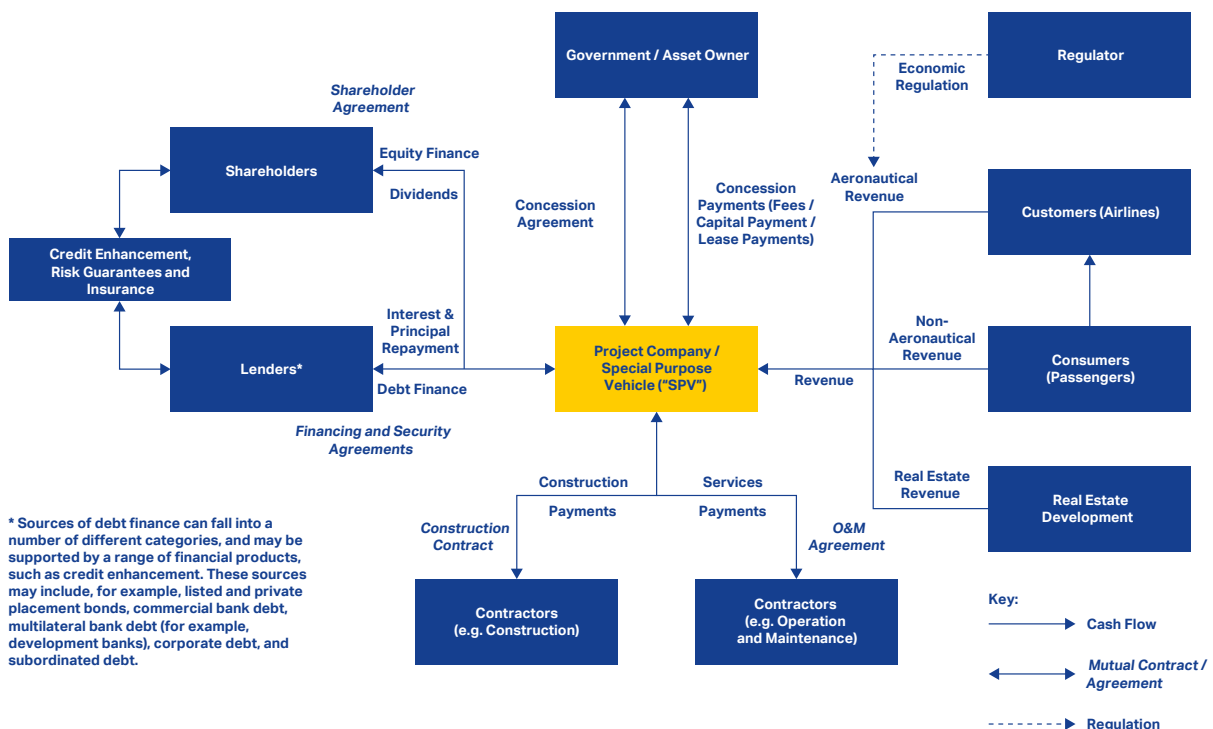 Government / Asset Owner
Regulator
Economic
Regulation
Shareholder
Agreement
Shareholders
Equity Finance
Dividends
Concession
Agreement
Concession
Payments (Fees /
Capital Payment /
Lease Payments)
Aeronautical
Revenue
Customers (Airlines)
Credit Enhancement,
Risk Guarantees and
Insurance
Interest &
Principal
Repayment
Lenders*
Debt Finance
Financing and Security
Agreements
Project Company /
Special Purpose
Vehicle (“SPV”)
Revenue
Non-
Aeronautical
Revenue
Consumers
(Passengers)
Real Estate
Revenue
Real Estate
Development
Construction
Payments
Services
Payments
Construction
Contract
O&M
Agreement
Contractors
(e.g. Construction)
Contractors
(e.g. Operation
and Maintenance)
* Sources of debt finance can fall into a
number of different categories, and may be
supported by a range of financial products,
such as credit enhancement. These sources
may include, for example, listed and private
placement bonds, commercial bank debt,
multilateral bank debt (for example,
development banks), corporate debt, and
subordinated debt.
Key:
Cash Flow
Mutual Contract /
Agreement
Regulation